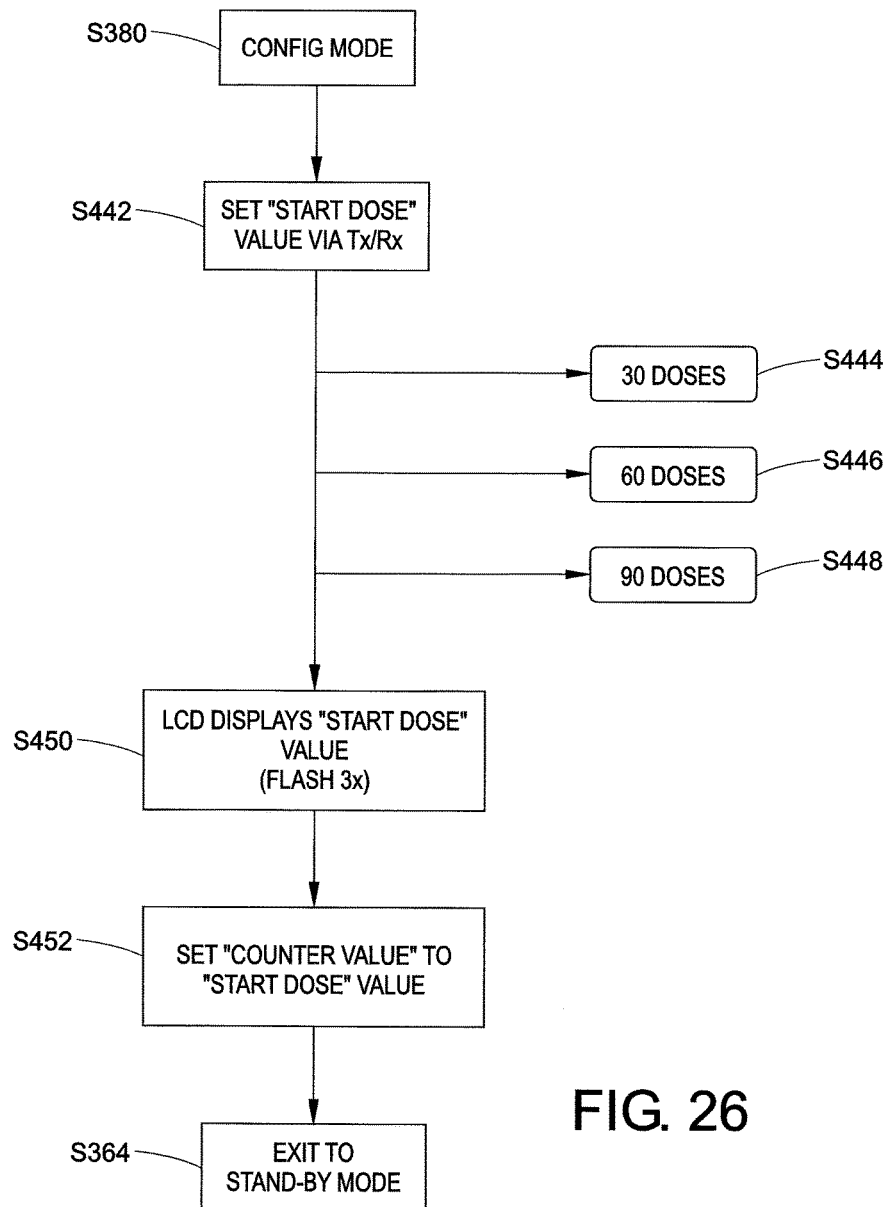 S380
CONFIG MODE
S442
SET "START DOSE"
VALUE VIA Tx/Rx
30 DOSES
S444
60 DOSES
S446
90 DOSES
S448
S450
LCD DISPLAYS "START DOSE"
VALUE
(FLASH 3x)
S452
SET "COUNTER VALUE" TO
"START DOSE" VALUE
S364
EXIT TO
STAND-BY MODE
FIG. 26